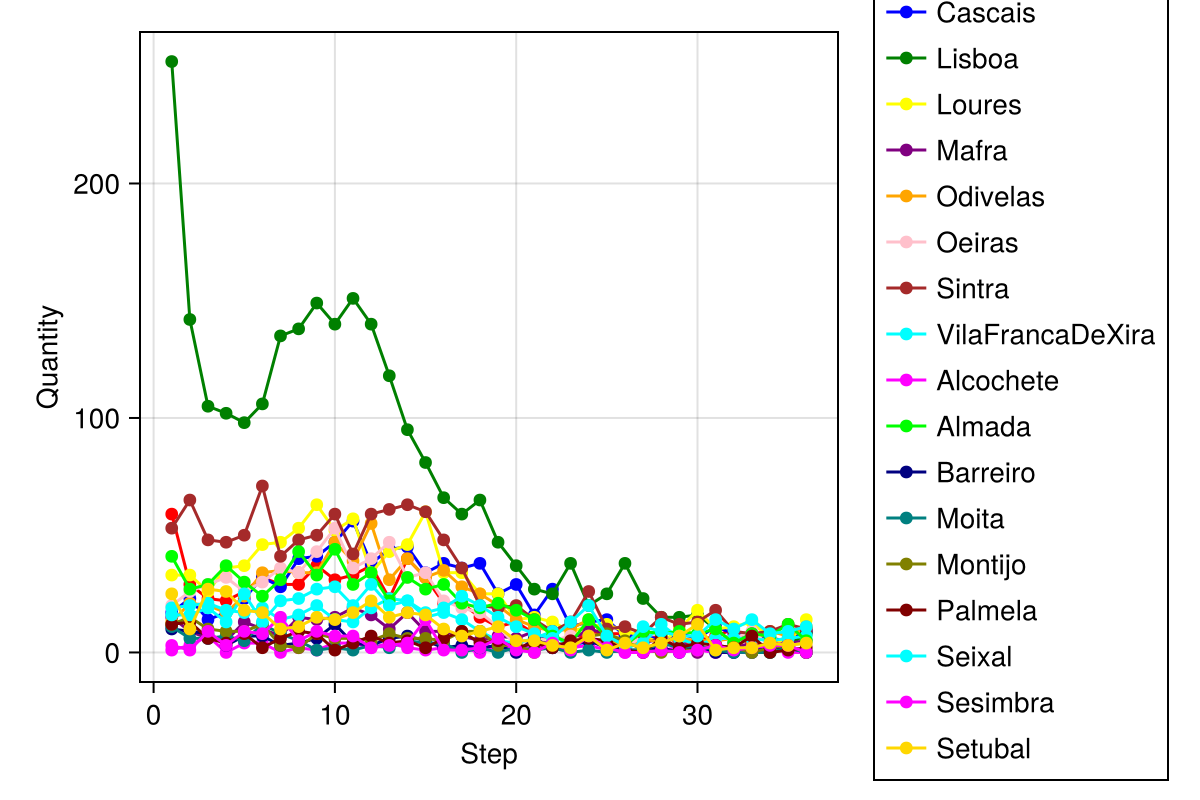 Quantity
200
100
0
0
10
20
30
Step
Cascais
Lisboa
Loures
Mafra
Odivelas
Oeiras
Sintra
VilaFrancaDeXira
Alcochete
Almada
Barreiro
Moita
Montijo
Palmela
Seixal
Sesimbra
Setubal